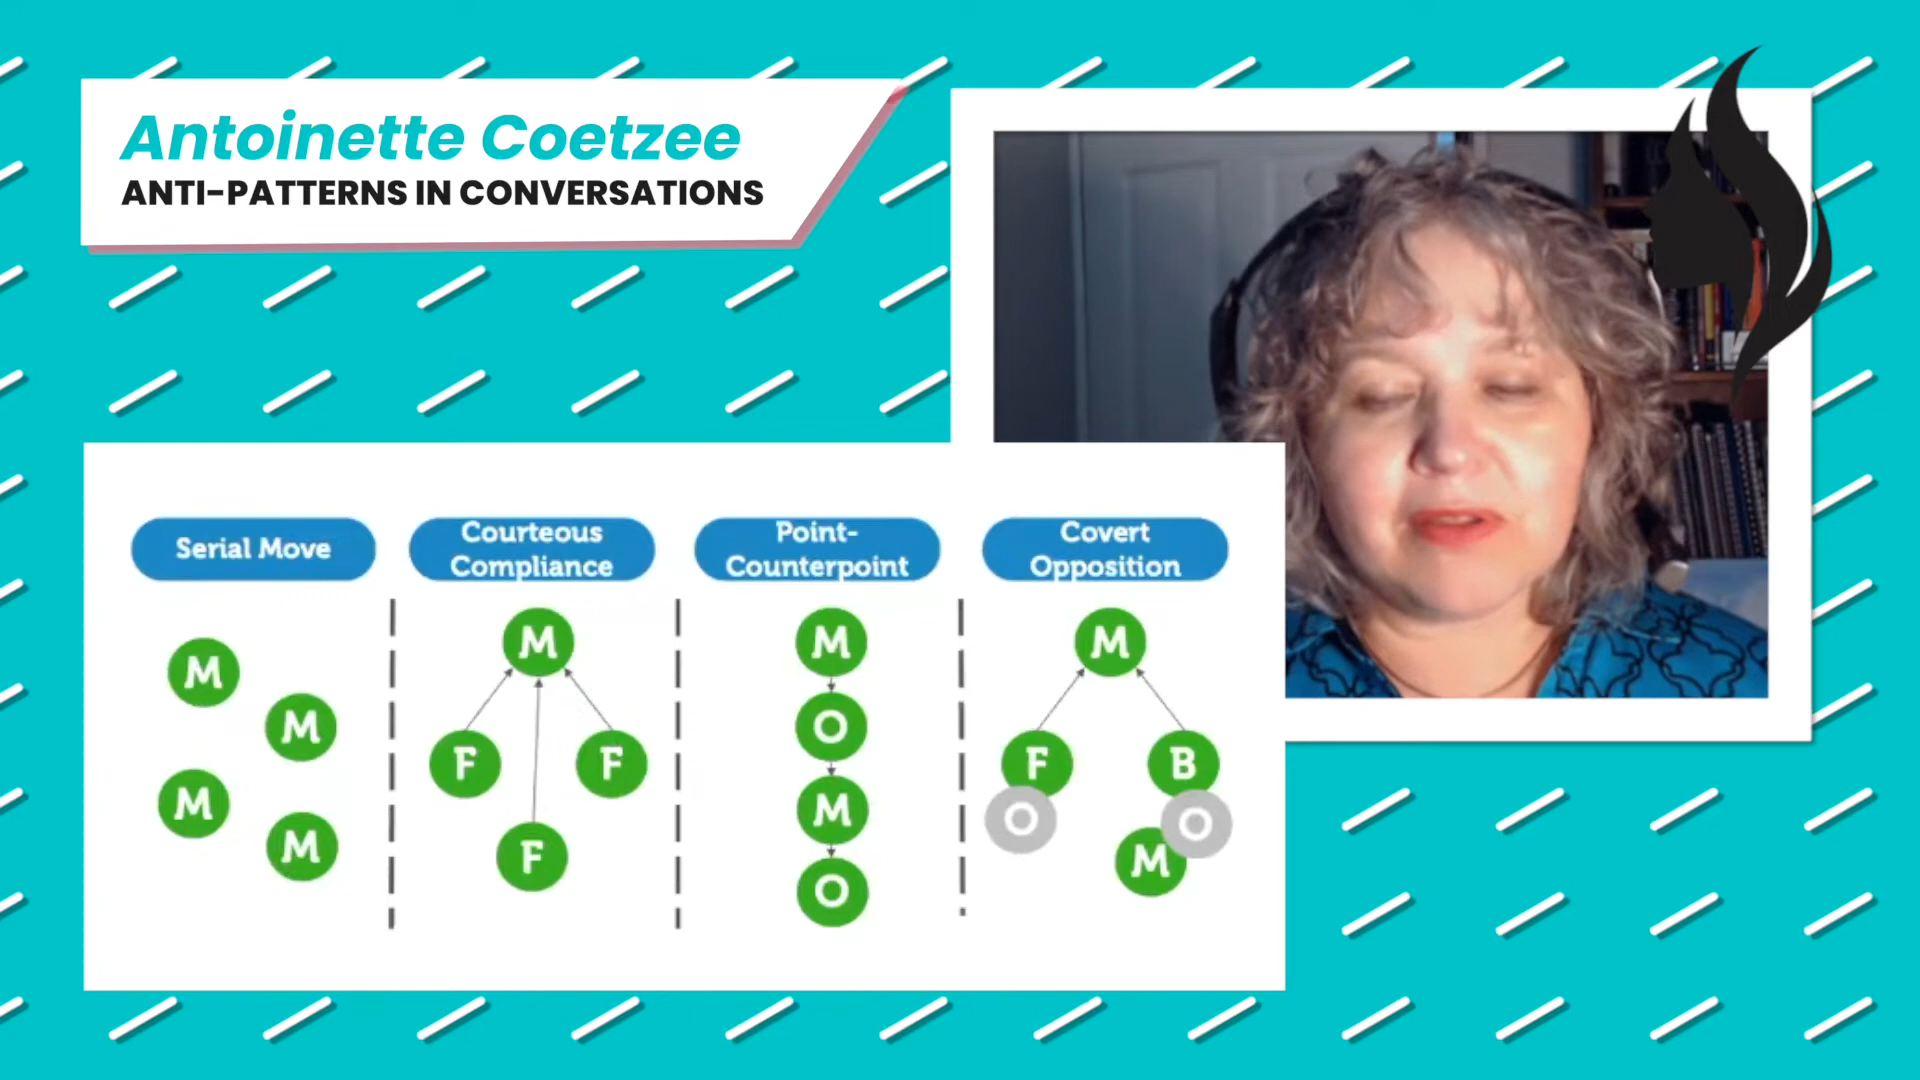 Antoinette Coetzee
ANTI-PATTERNS IN CONVERSATIONS
Serial Move
M
M
M
M
Courteous
Compliance
M
F
F
F
Point-
Counterpoint
M
O
M
O
Covert
Opposition
M
F
B
O
O
M